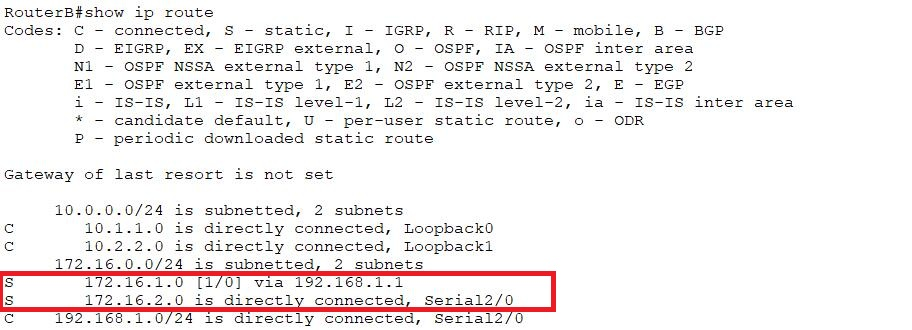 RouterB#show ip route
Codes: C - connected, S - static, I - IGRP, R - RIP, M - mobile, B - BGP
D - EIGRP, EX - EIGRP external, O - OSPF, IA - OSPF inter area
N1 - OSPF NSSA external type 1, N2 - OSPF NSSA external type 2
E1 - OSPF external type 1, E2 - OSPF external type 2, E - EGP
i - IS-IS, L1 - IS-IS level-1, L2 - IS-IS level-2, ia - IS-IS inter area
* - candidate default, U - per-user static route, o - ODR
P - periodic downloaded static route
Gateway of last resort is not set
10.0.0.0/24 is subnetted, 2 subnets
C 10.1.1.0 is directly connected, Loopback0
C 10.2.2.0 is directly connected, Loopback1
172.16.0.0/24 is subnetted, 2 subnets
S 172.16.1.0 [1/0] via 192.168.1.1
S 172.16.2.0 is directly connected, Serial2/0
C 192.168.1.0/24 is directly connected, Serial2/0